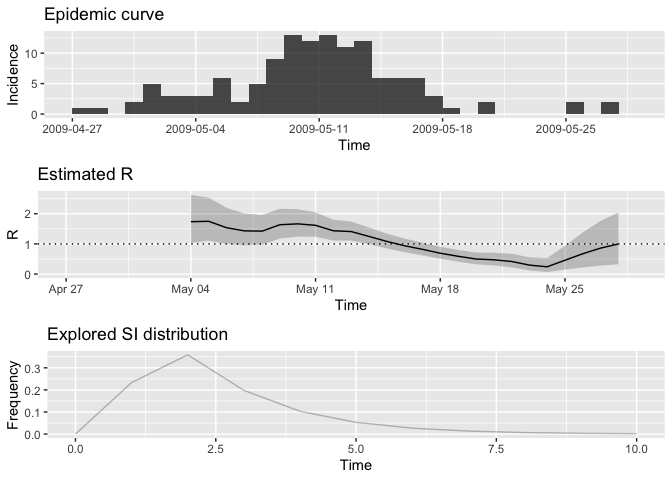 Epidemic curve
Incidence
10
5
0
2009-04-27 2009-05-04 2009-05-11 2009-05-18 2009-05-25
Time
Estimated R
R
2
1
0
Apr 27 May 04 May 11 May 18 May 25
Time
Explored SI distribution
Frequency
0.3
0.2
0.1
0.0
0.0 2.5 5.0 7.5 10.0
Time